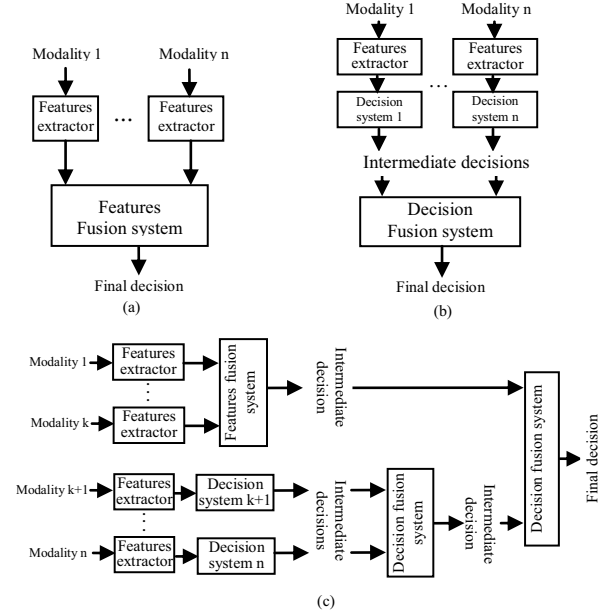 Modality 1
Modality n
Features
extractor
...
Features
extractor
Features
Fusion system
Final decision
(a)
Modality 1
Modality n
Features
extractor
Features
extractor
...
Decision
system 1
Decision
system n
Intermediate decisions
Decision
Fusion system
Final decision
(b)
Modality 1
Features
extractor
Modality k
Features
extractor
Features fusion
system
Intermediate
decision
Modality k+1
Features
extractor
Decision
system k+1
Modality n
Features
extractor
Decision
system n
Intermediate
decisions
Decision fusion
system
Intermediate
decision
Decision fusion system
Final decision
(c)